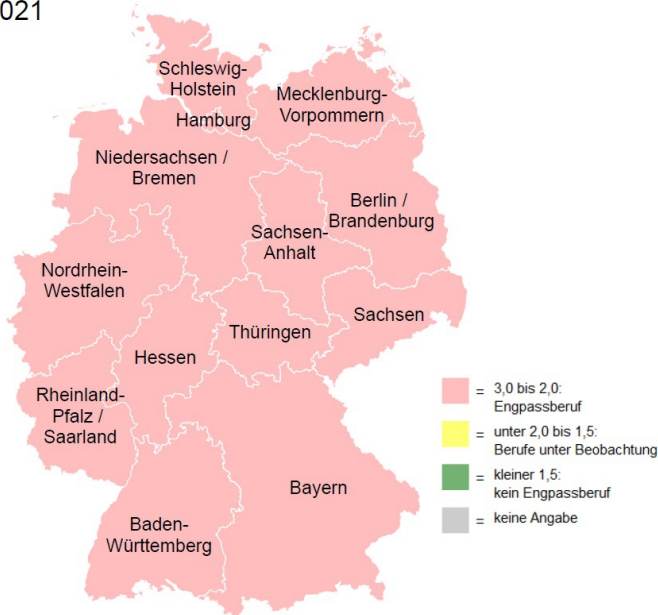 021
Schleswig-
Holstein
Mecklenburg-
Vorpommern
Hamburg
Niedersachsen /
Bremen
Berlin /
Brandenburg
Sachsen-
Anhalt
Nordrhein-
Westfalen
Sachsen
Thüringen
Hessen
Rheinland-
Pfalz /
Saarland
Bayern
Baden-
Württemberg
= 3,0 bis 2,0:
Engpassberuf
= unter 2,0 bis 1,5:
Berufe unter Beobachtung
= kleiner 1,5:
kein Engpassberuf
= keine Angabe